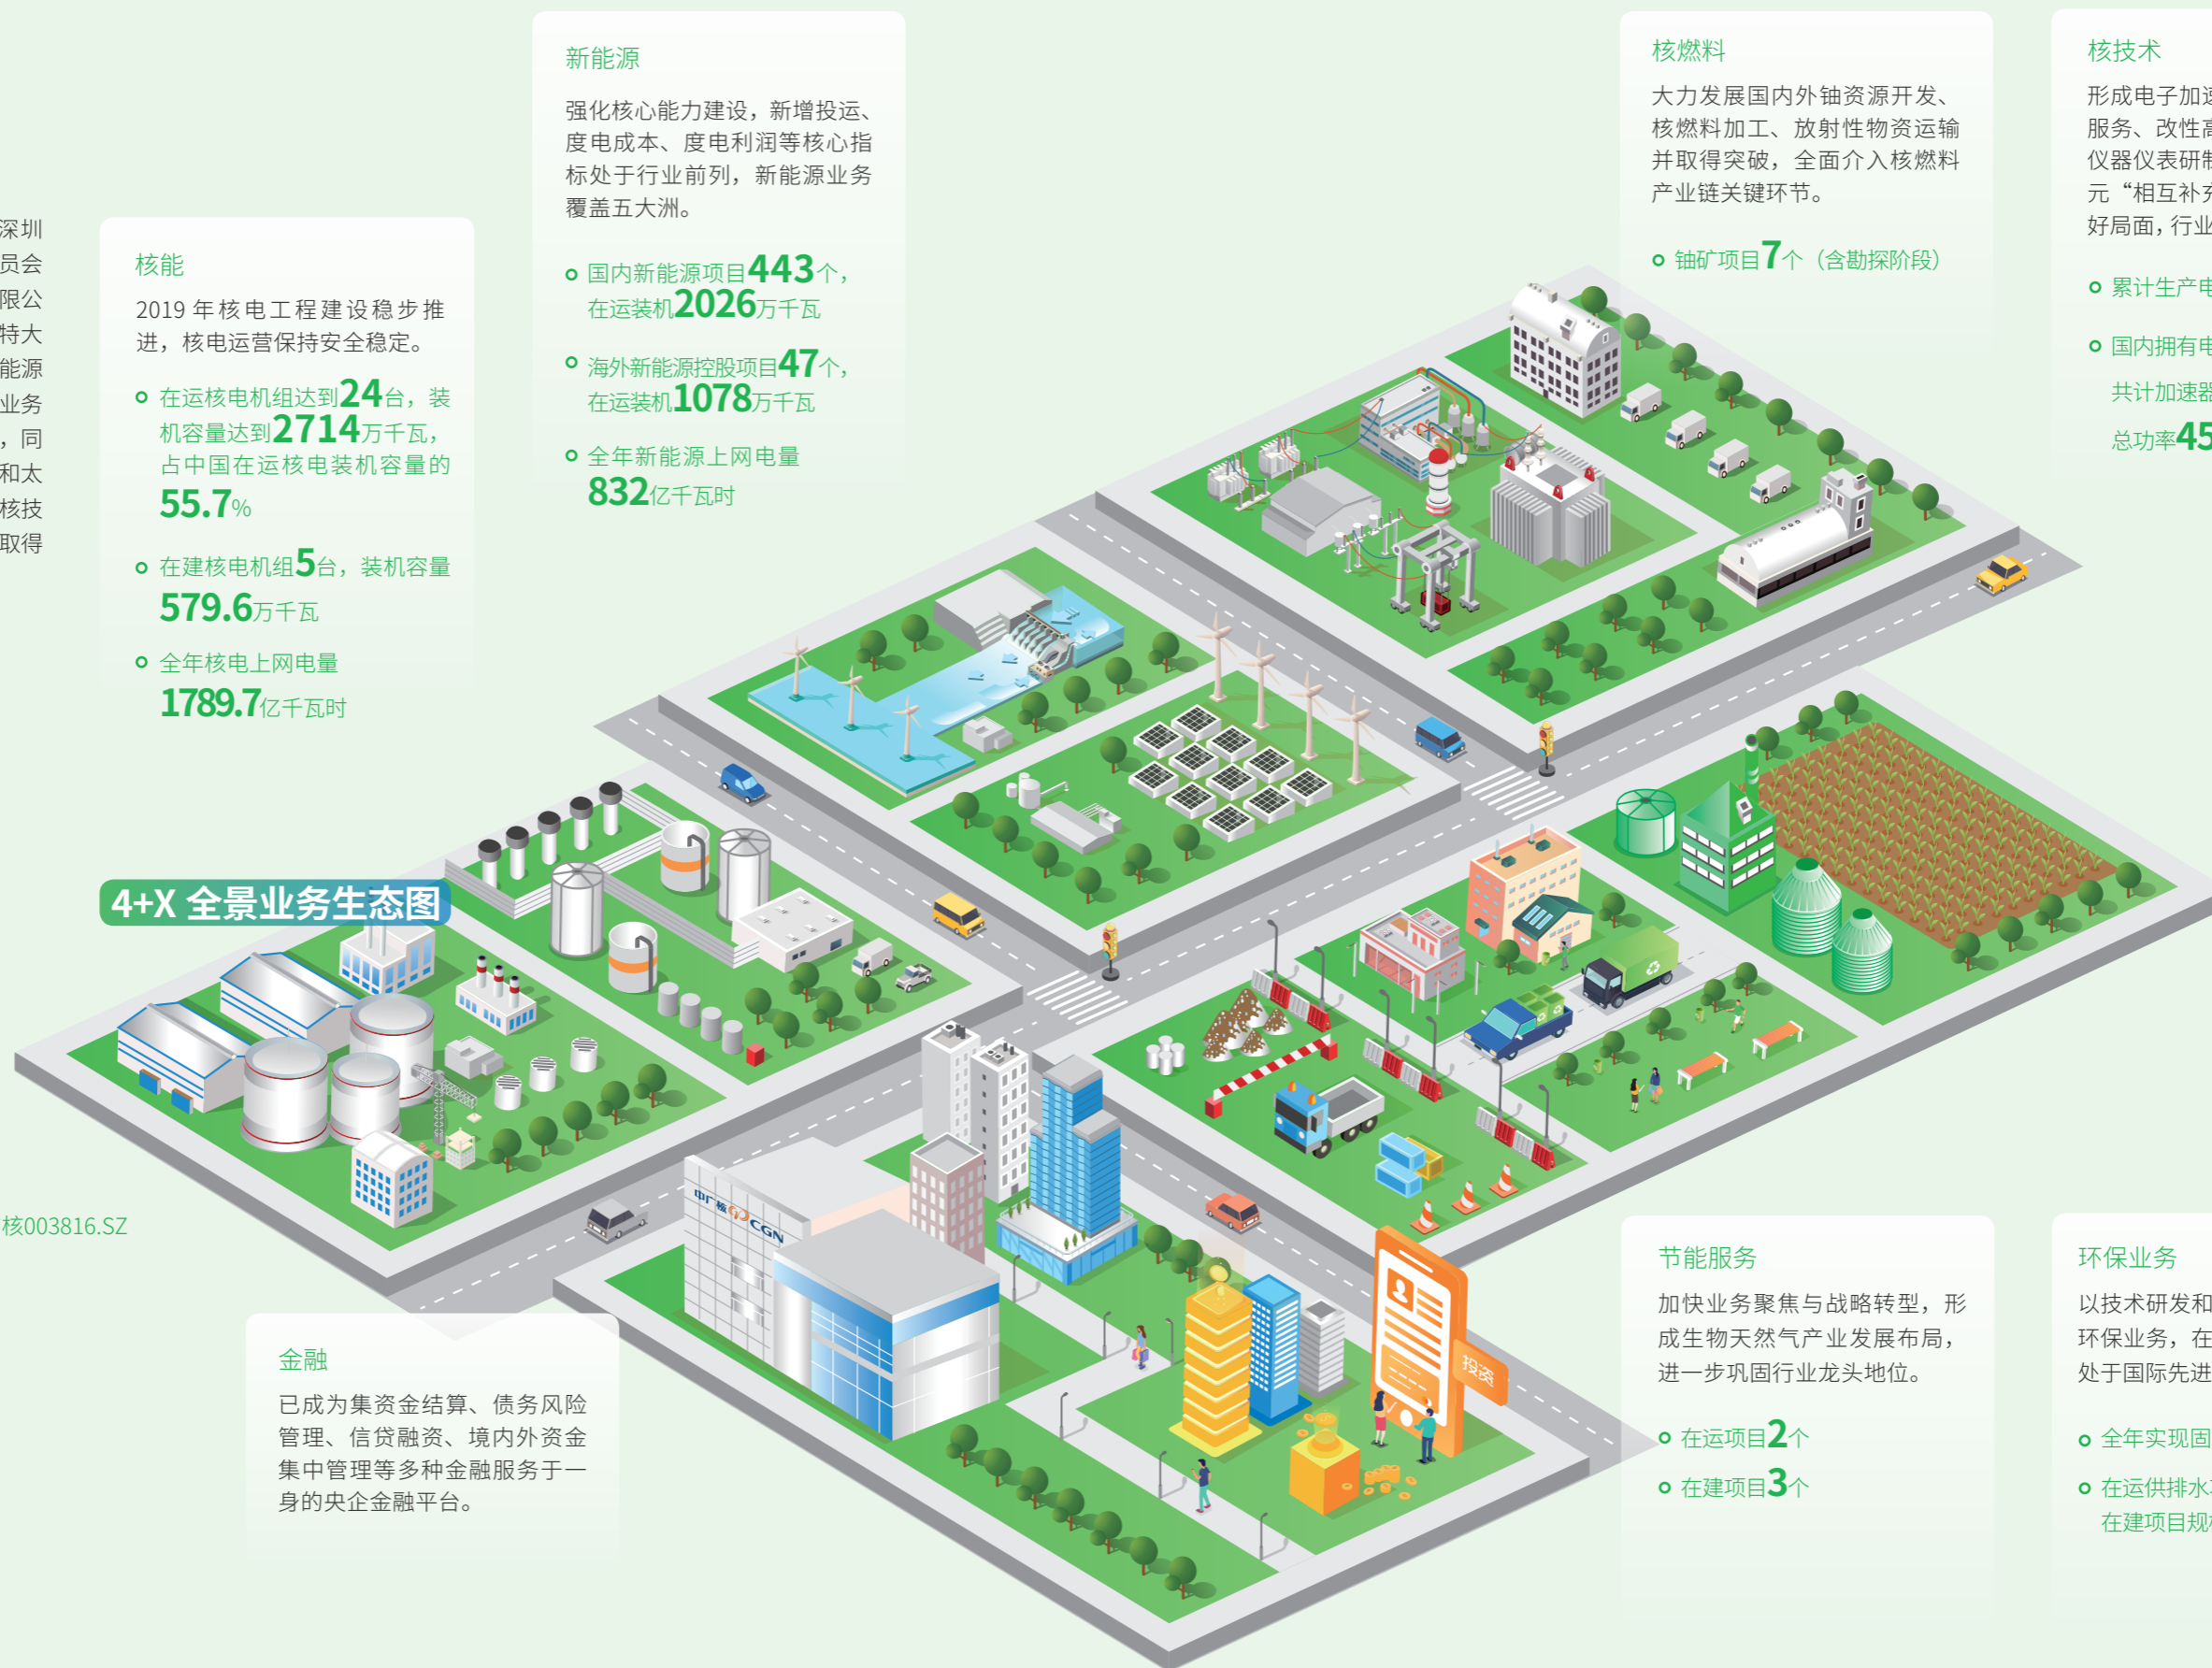 深圳
员会
限公
特大
能源
业务
，同
和太
核技
取得
核003816.SZ
核能
2019 年核电工程建设稳步推
进，核电运营保持安全稳定。
在运核电机组达到24台，装
机容量达到2714万千瓦，
占中国在运核电装机容量的
55.7%
在建核电机组5台，装机容量
579.6万千瓦
全年核电上网电量
1789.7亿千瓦时
新能源
强化核心能力建设，新增投运、
度电成本、度电利润等核心指
标处于行业前列，新能源业务
覆盖五大洲。
国内新能源项目443个，
在运装机2026万千瓦
海外新能源控股项目47个，
在运装机1078万千瓦
全年新能源上网电量
832亿千瓦时
核燃料
大力发展国内外铀资源开发、
核燃料加工、放射性物资运输
并取得突破，全面介入核燃料
产业链关键环节。
铀矿项目7个（含勘探阶段）
核技术
形成电子加速
服务、改性高
仪器仪表研制
元“相互补充
好局面，行业
累计生产电
国内拥有电
共计加速器
总功率45
4+X 全景业务生态图
中广核 CGN
投资
金融
已成为集资金结算、债务风险
管理、信贷融资、境内外资金
集中管理等多种金融服务于一
身的央企金融平台。
节能服务
加快业务聚焦与战略转型，形
成生物天然气产业发展布局，
进一步巩固行业龙头地位。
在运项目2个
在建项目3个
环保业务
以技术研发和
环保业务，在
处于国际先进
全年实现固
在运供排水
在建项目规